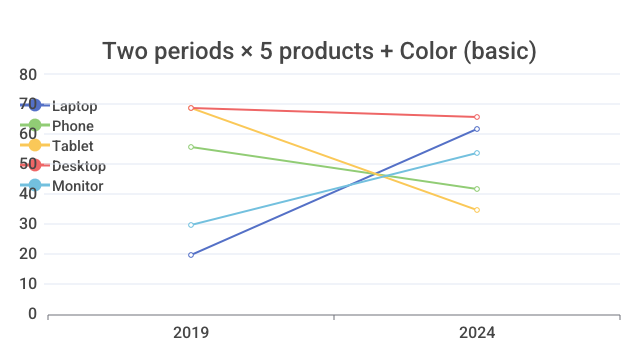 Two periods × 5 products + Color (basic)
80
70
60
50
40
30
20
10
0
Laptop
Phone
Tablet
Desktop
Monitor
2019
2024